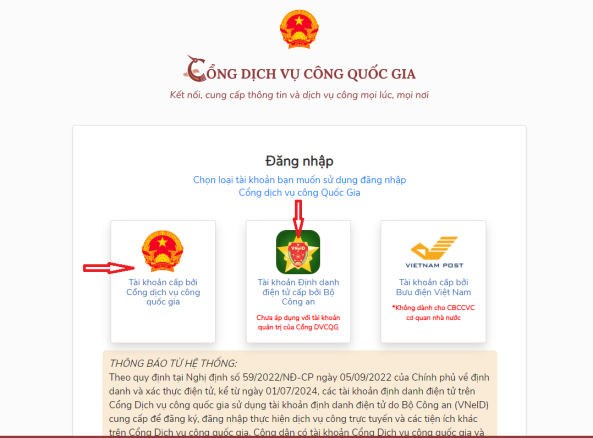 CỔNG DỊCH VỤ CÔNG QUỐC GIA
Kết nối, cung cấp thông tin và dịch vụ công mọi lúc, mọi nơi
Đăng nhập
Chọn loại tài khoản bạn muốn sử dụng đăng nhập
Cổng dịch vụ công Quốc Gia
Tài khoản cấp bởi
Cổng dịch vụ công
quốc gia
VNeID
Tài khoản Định danh
điện tử cấp bởi Bộ
Công an
Chưa áp dụng với tài khoản
quản trị của Cổng DVCQG
VIETNAM POST
Tài khoản cấp bởi
Bưu điện Việt Nam
*Không dành cho CBCCVC
cơ quan nhà nước
THÔNG BÁO TỪ HỆ THỐNG:
Theo quy định tại Nghị định số 59/2022/NĐ-CP ngày 05/09/2022 của Chính phủ về định
danh và xác thực điện tử, kể từ ngày 01/07/2024, các tài khoản định danh điện tử trên
Cổng Dịch vụ công quốc gia sử dụng tài khoản định danh điện tử do Bộ Công an (VNeID)
cung cấp để đăng ký, đăng nhập thực hiện dịch vụ công trực tuyến và các tiện ích khác
trên Cổng Dịch vụ công quốc gia. Công dân có tài khoản Cổng Dịch vụ công quốc gia và